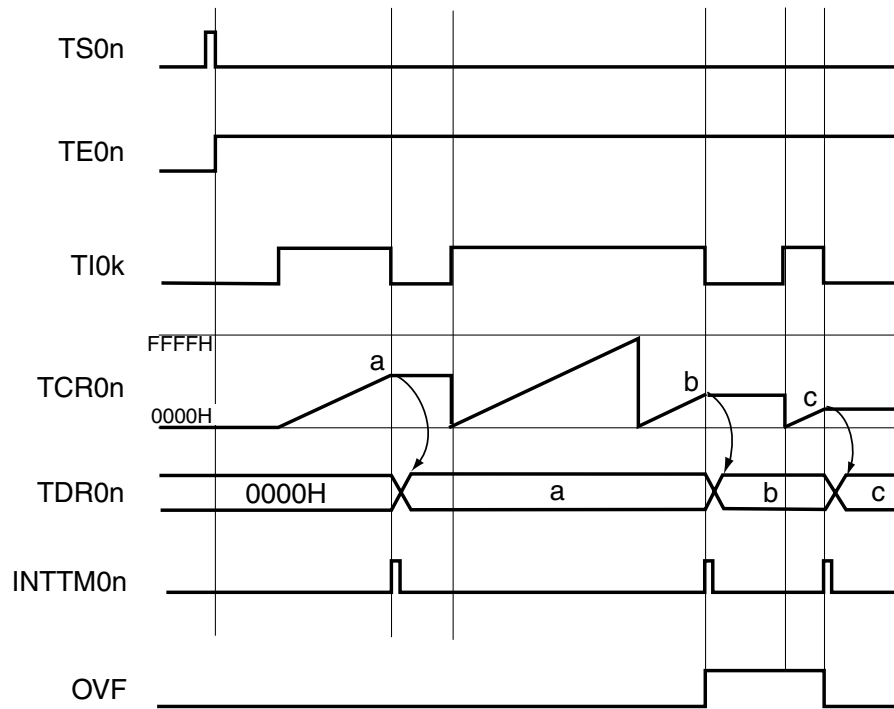 TS0n
TE0n
TI0k
FFFFH
TCR0n
0000H
a
b
c
TDR0n
0000H
a
b
c
INTTM0n
OVF